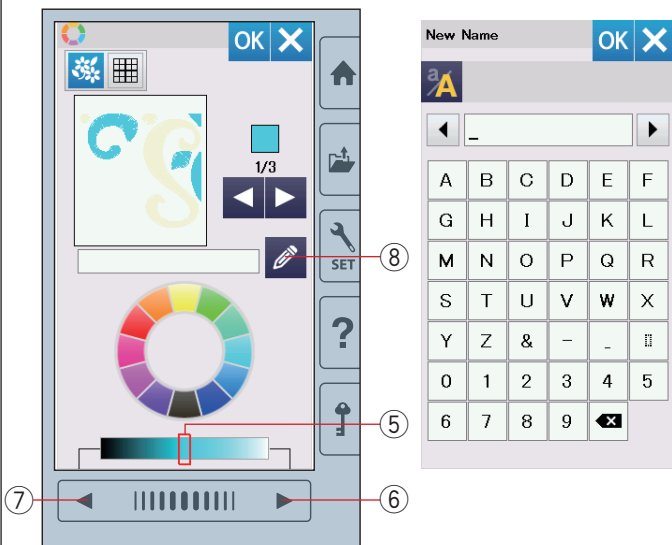 OK
1/3
SET
?
⑧
⑤
⑦
⑥
New Name
OK
a/A
_
A B C D E F
G H I J K L
M N O P Q R
S T U V W X
Y Z & - _
0 1 2 3 4 5
6 7 8 9